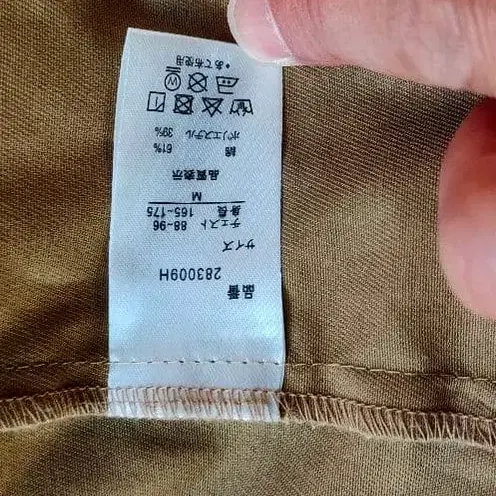 品番
283009H
サイズ
チェスト 88~96
身長 165~175
M
品質表示
綿 61%
ポリエステル 39%
W
•あて布使用